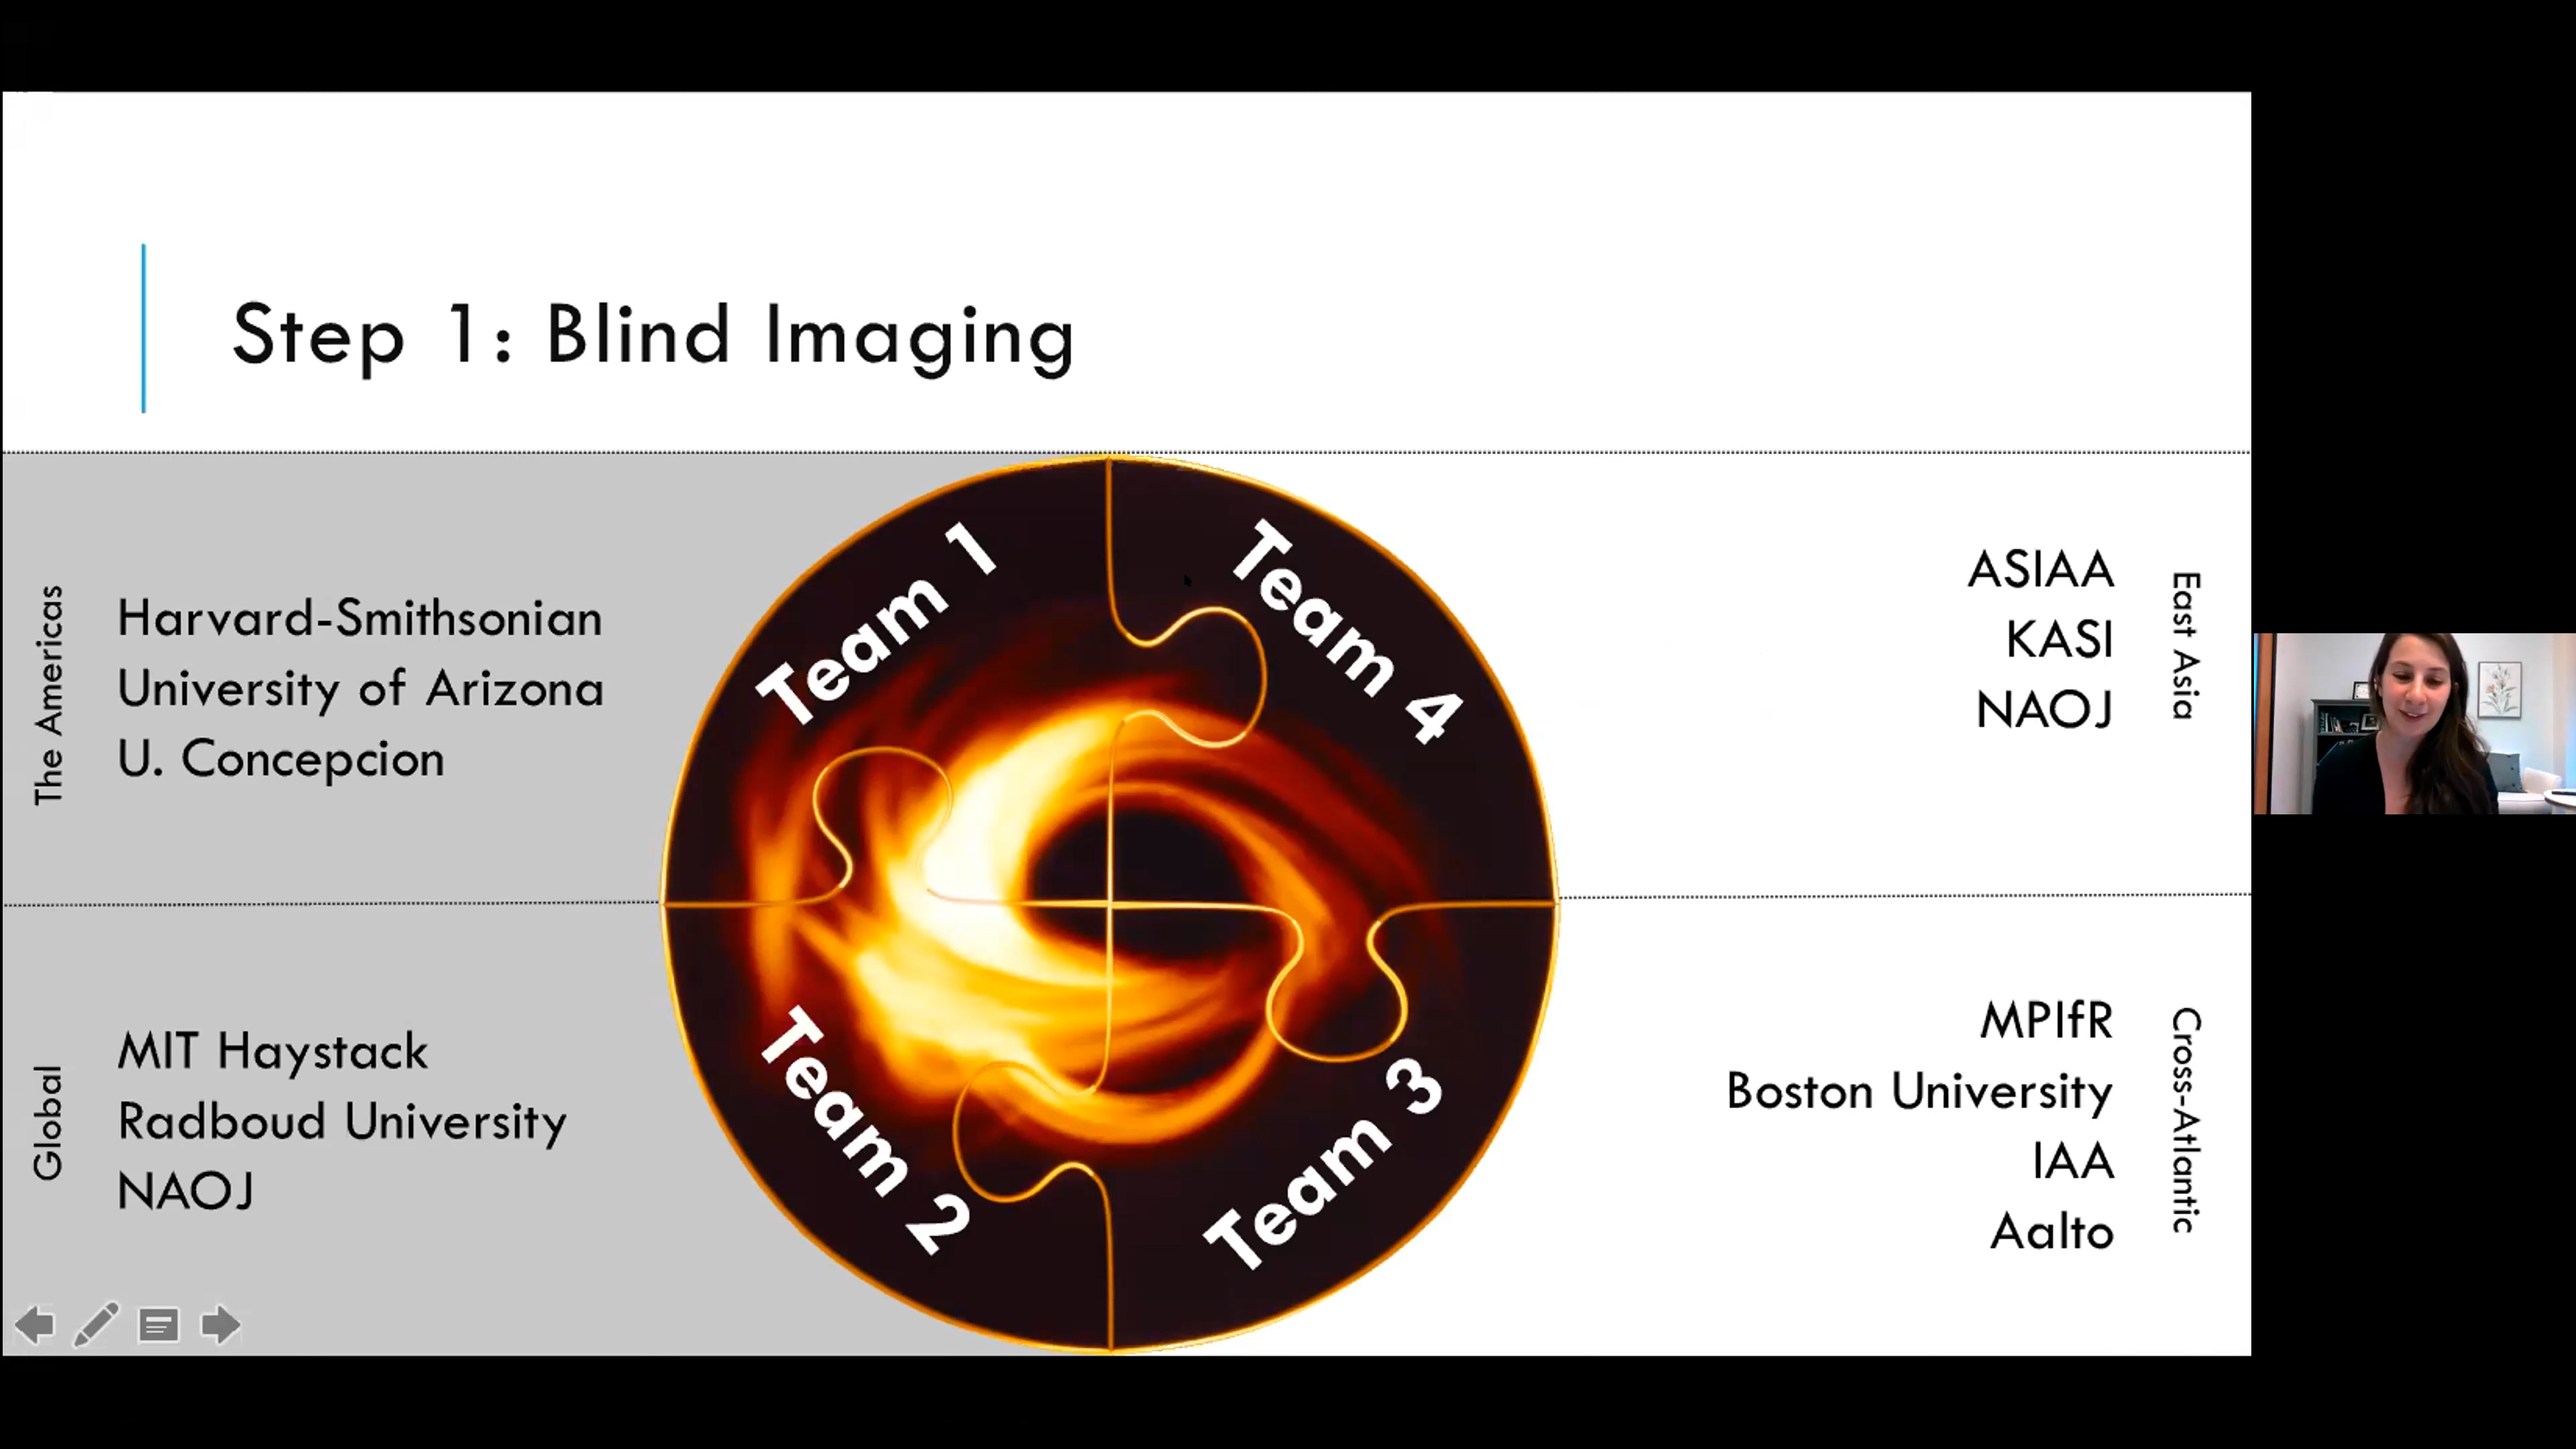 Step 1: Blind Imaging
The Americas
Harvard-Smithsonian
University of Arizona
U. Concepcion
Team 1
Team 4
ASIAA
KASI
NAOJ
East Asia
Global
MIT Haystack
Radboud University
NAOJ
Team 2
Team 3
MPIfR
Boston University
IAA
Aalto
Cross-Atlantic